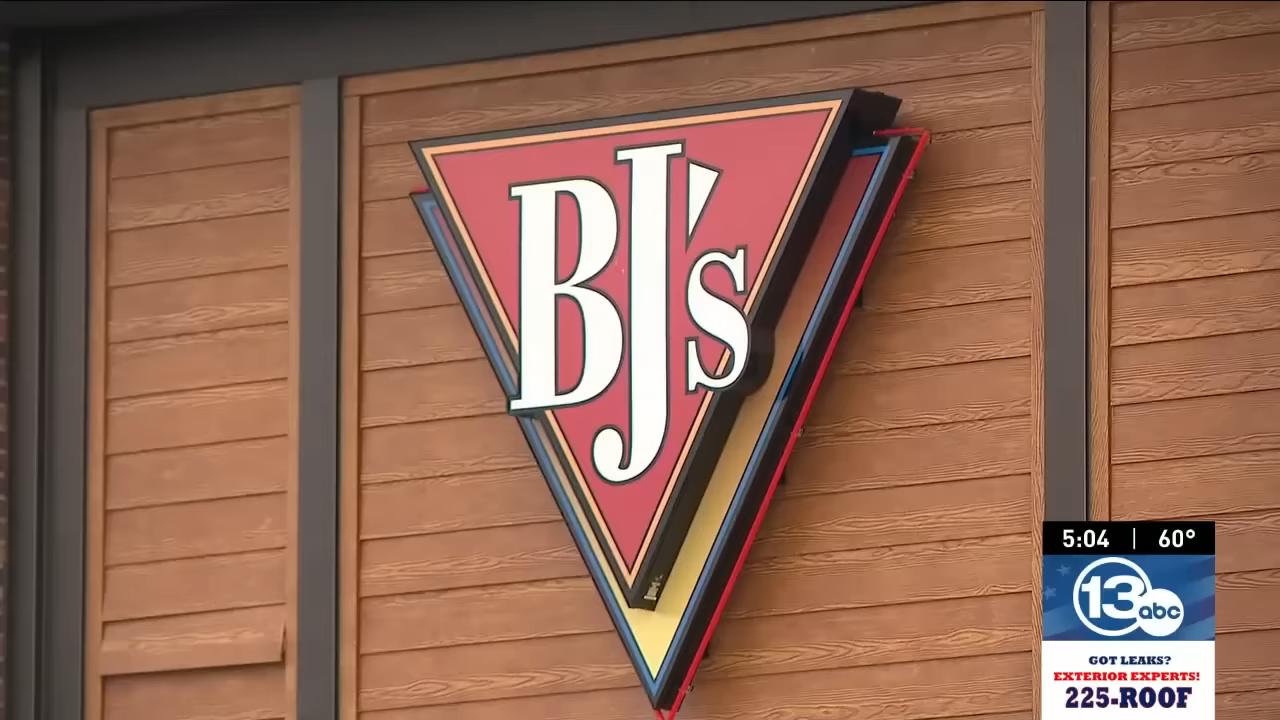 BJ's
5:04 | 60°
13 abc
GOT LEAKS?
EXTERIOR EXPERTS!
225-ROOF